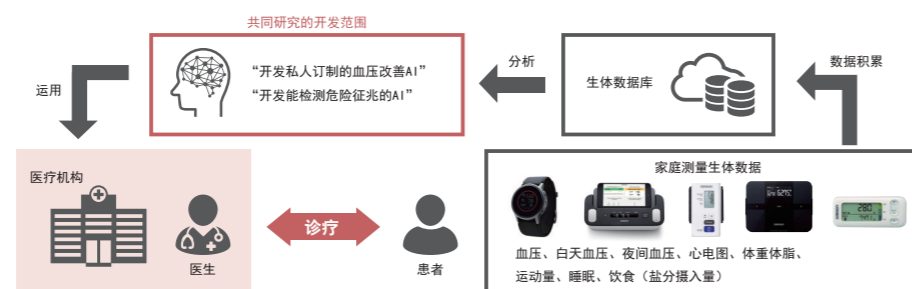 共同研究的开发范围
运用
“开发私人订制的血压改善AI”
“开发能检测危险征兆的AI”
分析
生体数据库
数据积累
医疗机构
医生
诊疗
患者
家庭测量生体数据
血压、白天血压、夜间血压、心电图、体重体脂、
运动量、睡眠、饮食（盐分摄入量）